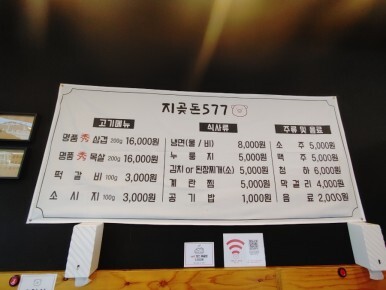 지곶돈577
고기메뉴
명품 秀 삼겹 200g 16,000원
명품 秀 목살 200g 16,000원
떡갈비 100g 3,000원
소시지 100g 3,000원
식사류
냉면(물 / 비) 8,000원
누룽지 5,000원
김치 or 된장찌개(소) 5,000원
계란찜 5,000원
공기밥 1,000원
주류 및 음료
소주 5,000원
맥주 5,000원
청하 6,000원
막걸리 4,000원
음료 2,000원